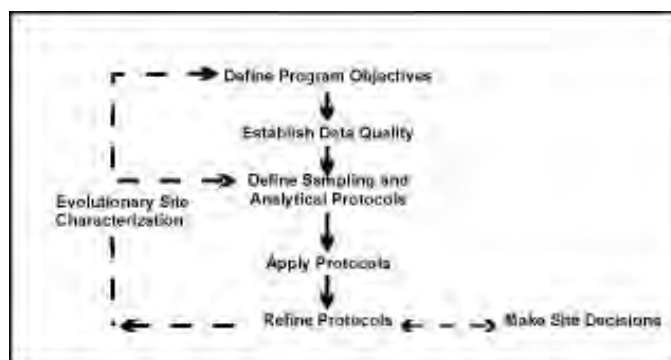 Define Program Objectives
Establish Data Quality
Define Sampling and
Analytical Protocols
Evolutionary Site
Characterization
Apply Protocols
Refine Protocols
Make Site Decisions